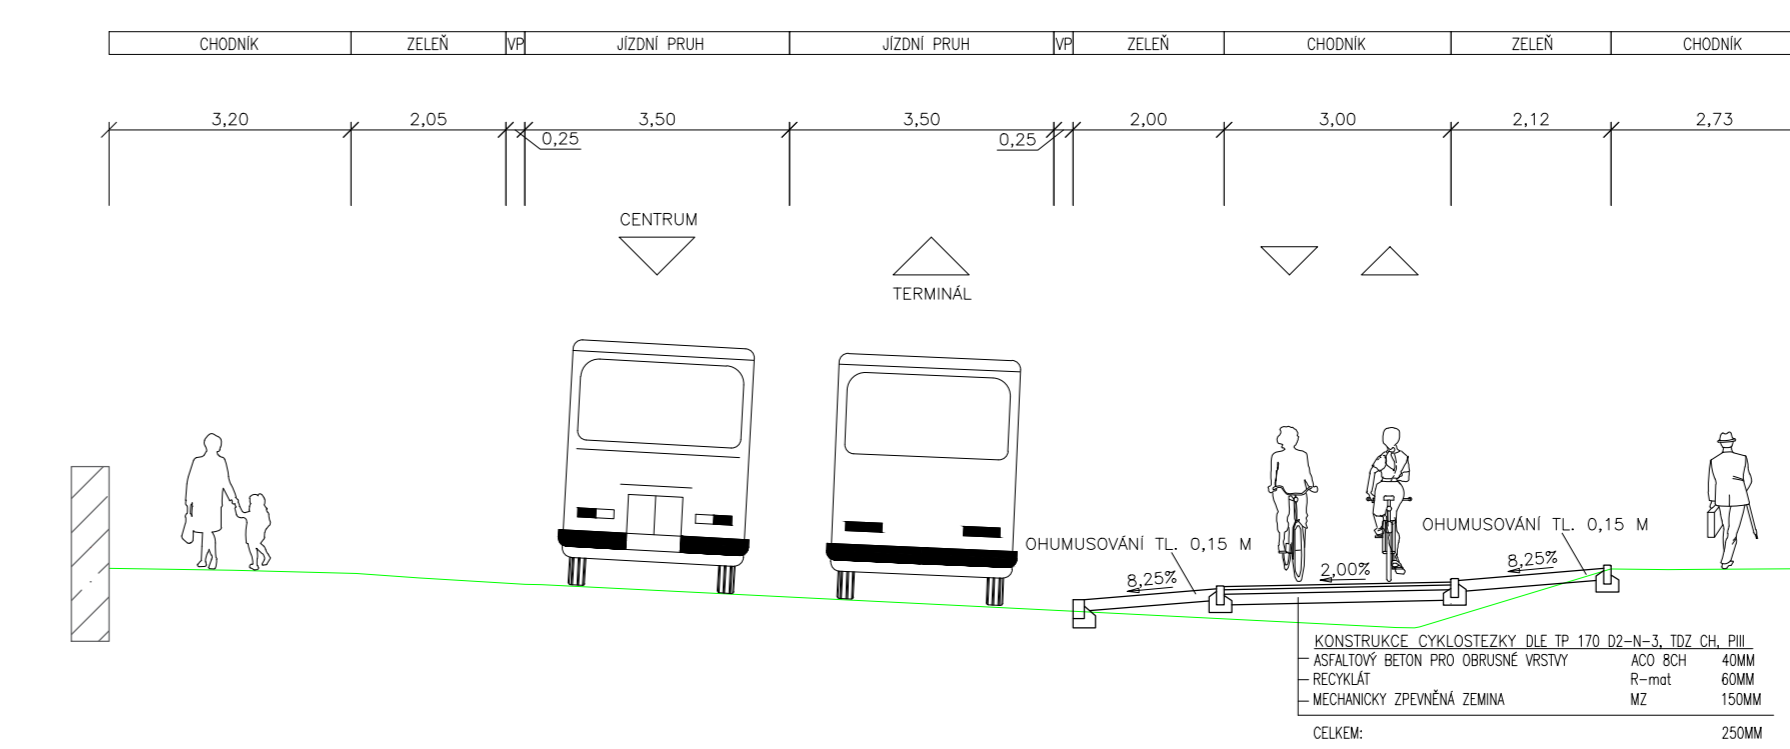 CHODNÍK ZELEŇ VP JÍZDNÍ PRUH JÍZDNÍ PRUH VP ZELEŇ CHODNÍK ZELEŇ CHODNÍK
3,20 2,05 3,50 3,50 2,00 3,00 2,12 2,73
0,25 0,25
CENTRUM
TERMINÁL
OHUMUSOVÁNÍ TL. 0,15 M
OHUMUSOVÁNÍ TL. 0,15 M
8,25% 2,00% 8,25%
KONSTRUKCE CYKLOSTEZKY DLE TP 170 D2-N-3, TDZ CH, PIII
ASFALTOVÝ BETON PRO OBRUSNÉ VRSTVY ACO 8CH 40MM
RECYKLÁT R-mat 60MM
MECHANICKY ZPEVNĚNÁ ZEMINA MZ 150MM
CELKEM: 250MM